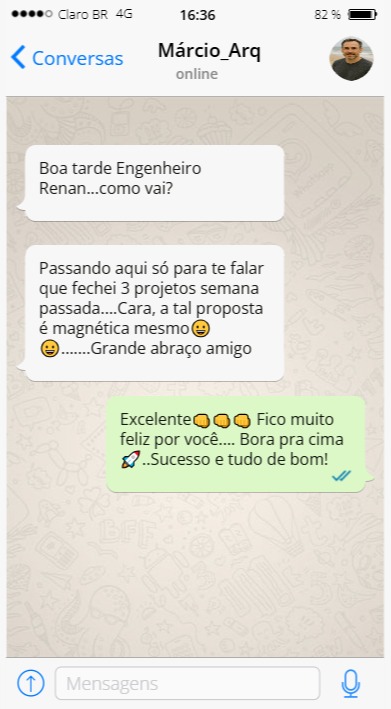 Claro BR 4G 16:36 82 %
Conversas Márcio_Arq
online
Boa tarde Engenheiro
Renan...como vai?
Passando aqui só para te falar
que fechei 3 projetos semana
passada....Cara, a tal proposta
é magnética mesmo😀
😀.......Grande abraço amigo
Excelente👊👊👊 Fico muito
feliz por você.... Bora pra cima
🚀..Sucesso e tudo de bom!
Mensagens